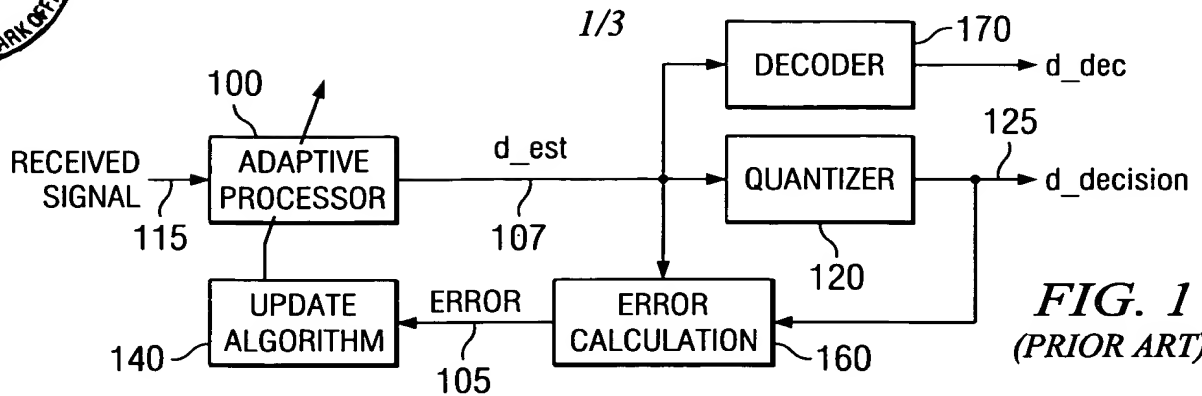 1/3
170
DECODER
d_dec
100
RECEIVED
SIGNAL
115
ADAPTIVE
PROCESSOR
d_est
107
QUANTIZER
120
125
d_decision
UPDATE
ALGORITHM
140
ERROR
105
ERROR
CALCULATION
160
FIG. 1
(PRIOR ART)